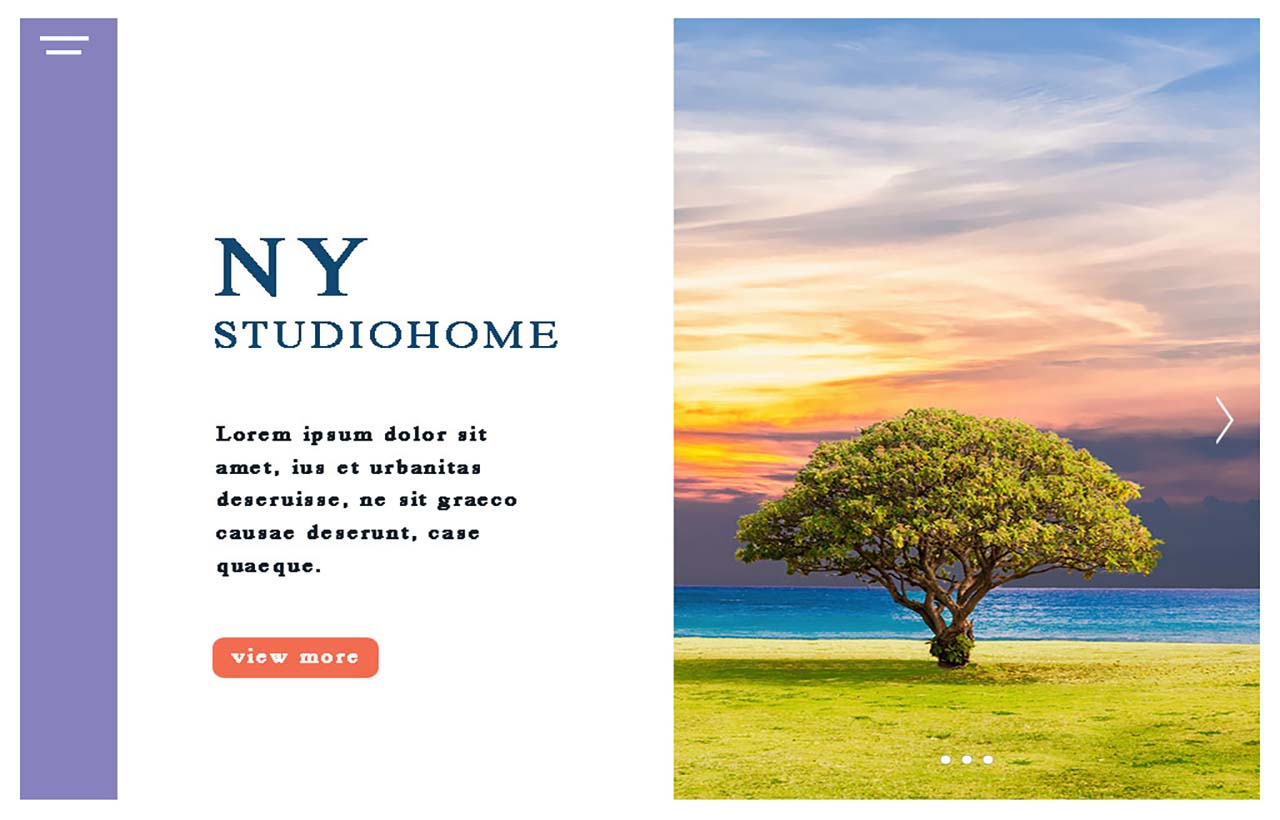 NY
STUDIOHOME
Lorem ipsum dolor sit
amet, ius et urbanitas
deseruisse, ne sit graeco
causae deserunt, case
quaeque.
view more